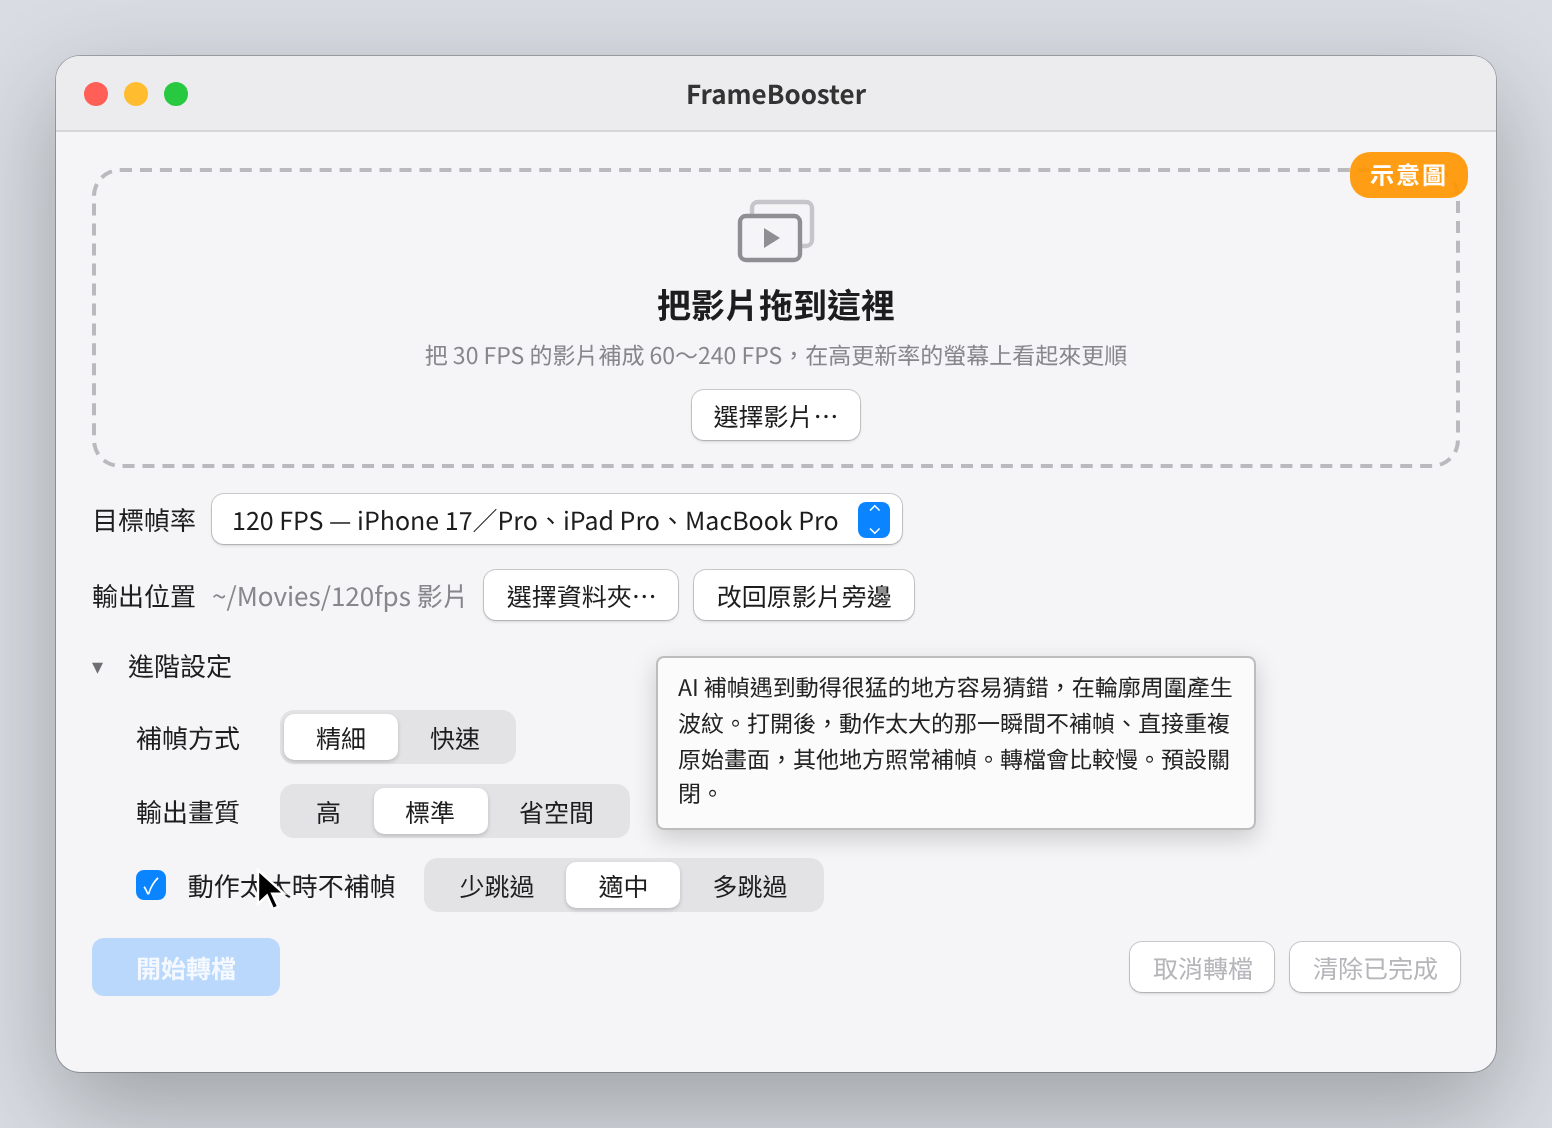 FrameBooster
示意圖
把影片拖到這裡
把 30 FPS 的影片補成 60～240 FPS，在高更新率的螢幕上看起來更順
選擇影片⋯
目標幀率 120 FPS — iPhone 17／Pro、iPad Pro、MacBook Pro
輸出位置 ~/Movies/120fps 影片 選擇資料夾⋯ 改回原影片旁邊
▼ 進階設定
AI 補幀遇到動得很猛的地方容易猜錯，在輪廓周圍產生
波紋。打開後，動作太大的那一瞬間不補幀、直接重複
原始畫面，其他地方照常補幀。轉檔會比較慢。預設關
閉。
補幀方式 精細 快速
輸出畫質 高 標準 省空間
動作太大時不補幀 少跳過 適中 多跳過
開始轉檔 取消轉檔 清除已完成